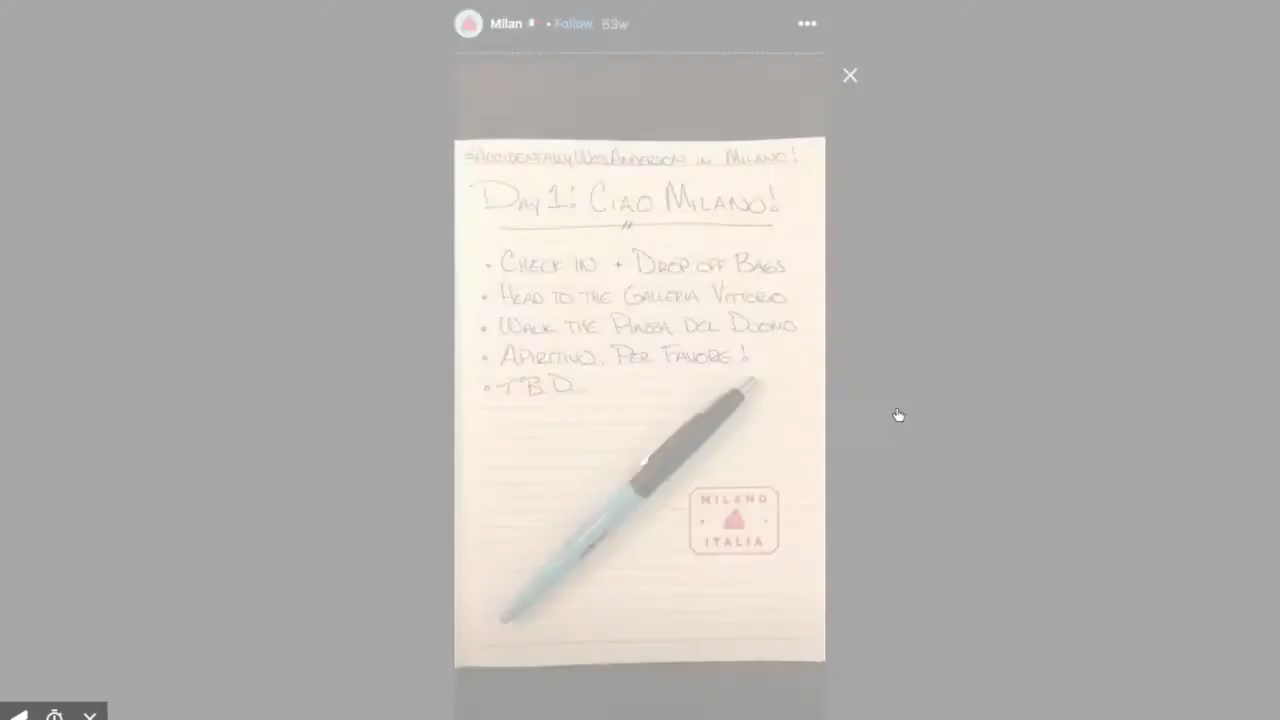 Milan 🇮🇹 • Follow 53w
#AccidentallyWesAnderson in Milano!
Day 1: Ciao Milano!
• Check in + Drop off Bags
• Head to the Galleria Vittorio
• Walk the Piazza del Duomo
• Aperitivo, Per Favore!
• TBD
MILANO
ITALIA